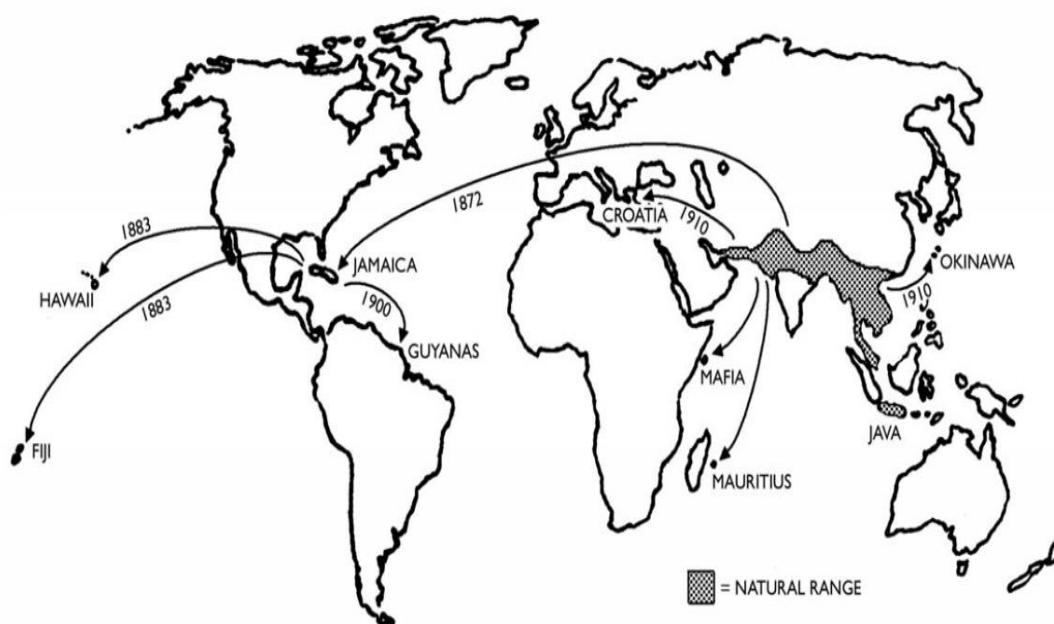 1872
CROATIA
1910
1883
JAMAICA
OKINAWA
HAWAII
1883
1900
1910
GUYANAS
MAFIA
JAVA
FIJI
MAURITIUS
= NATURAL RANGE